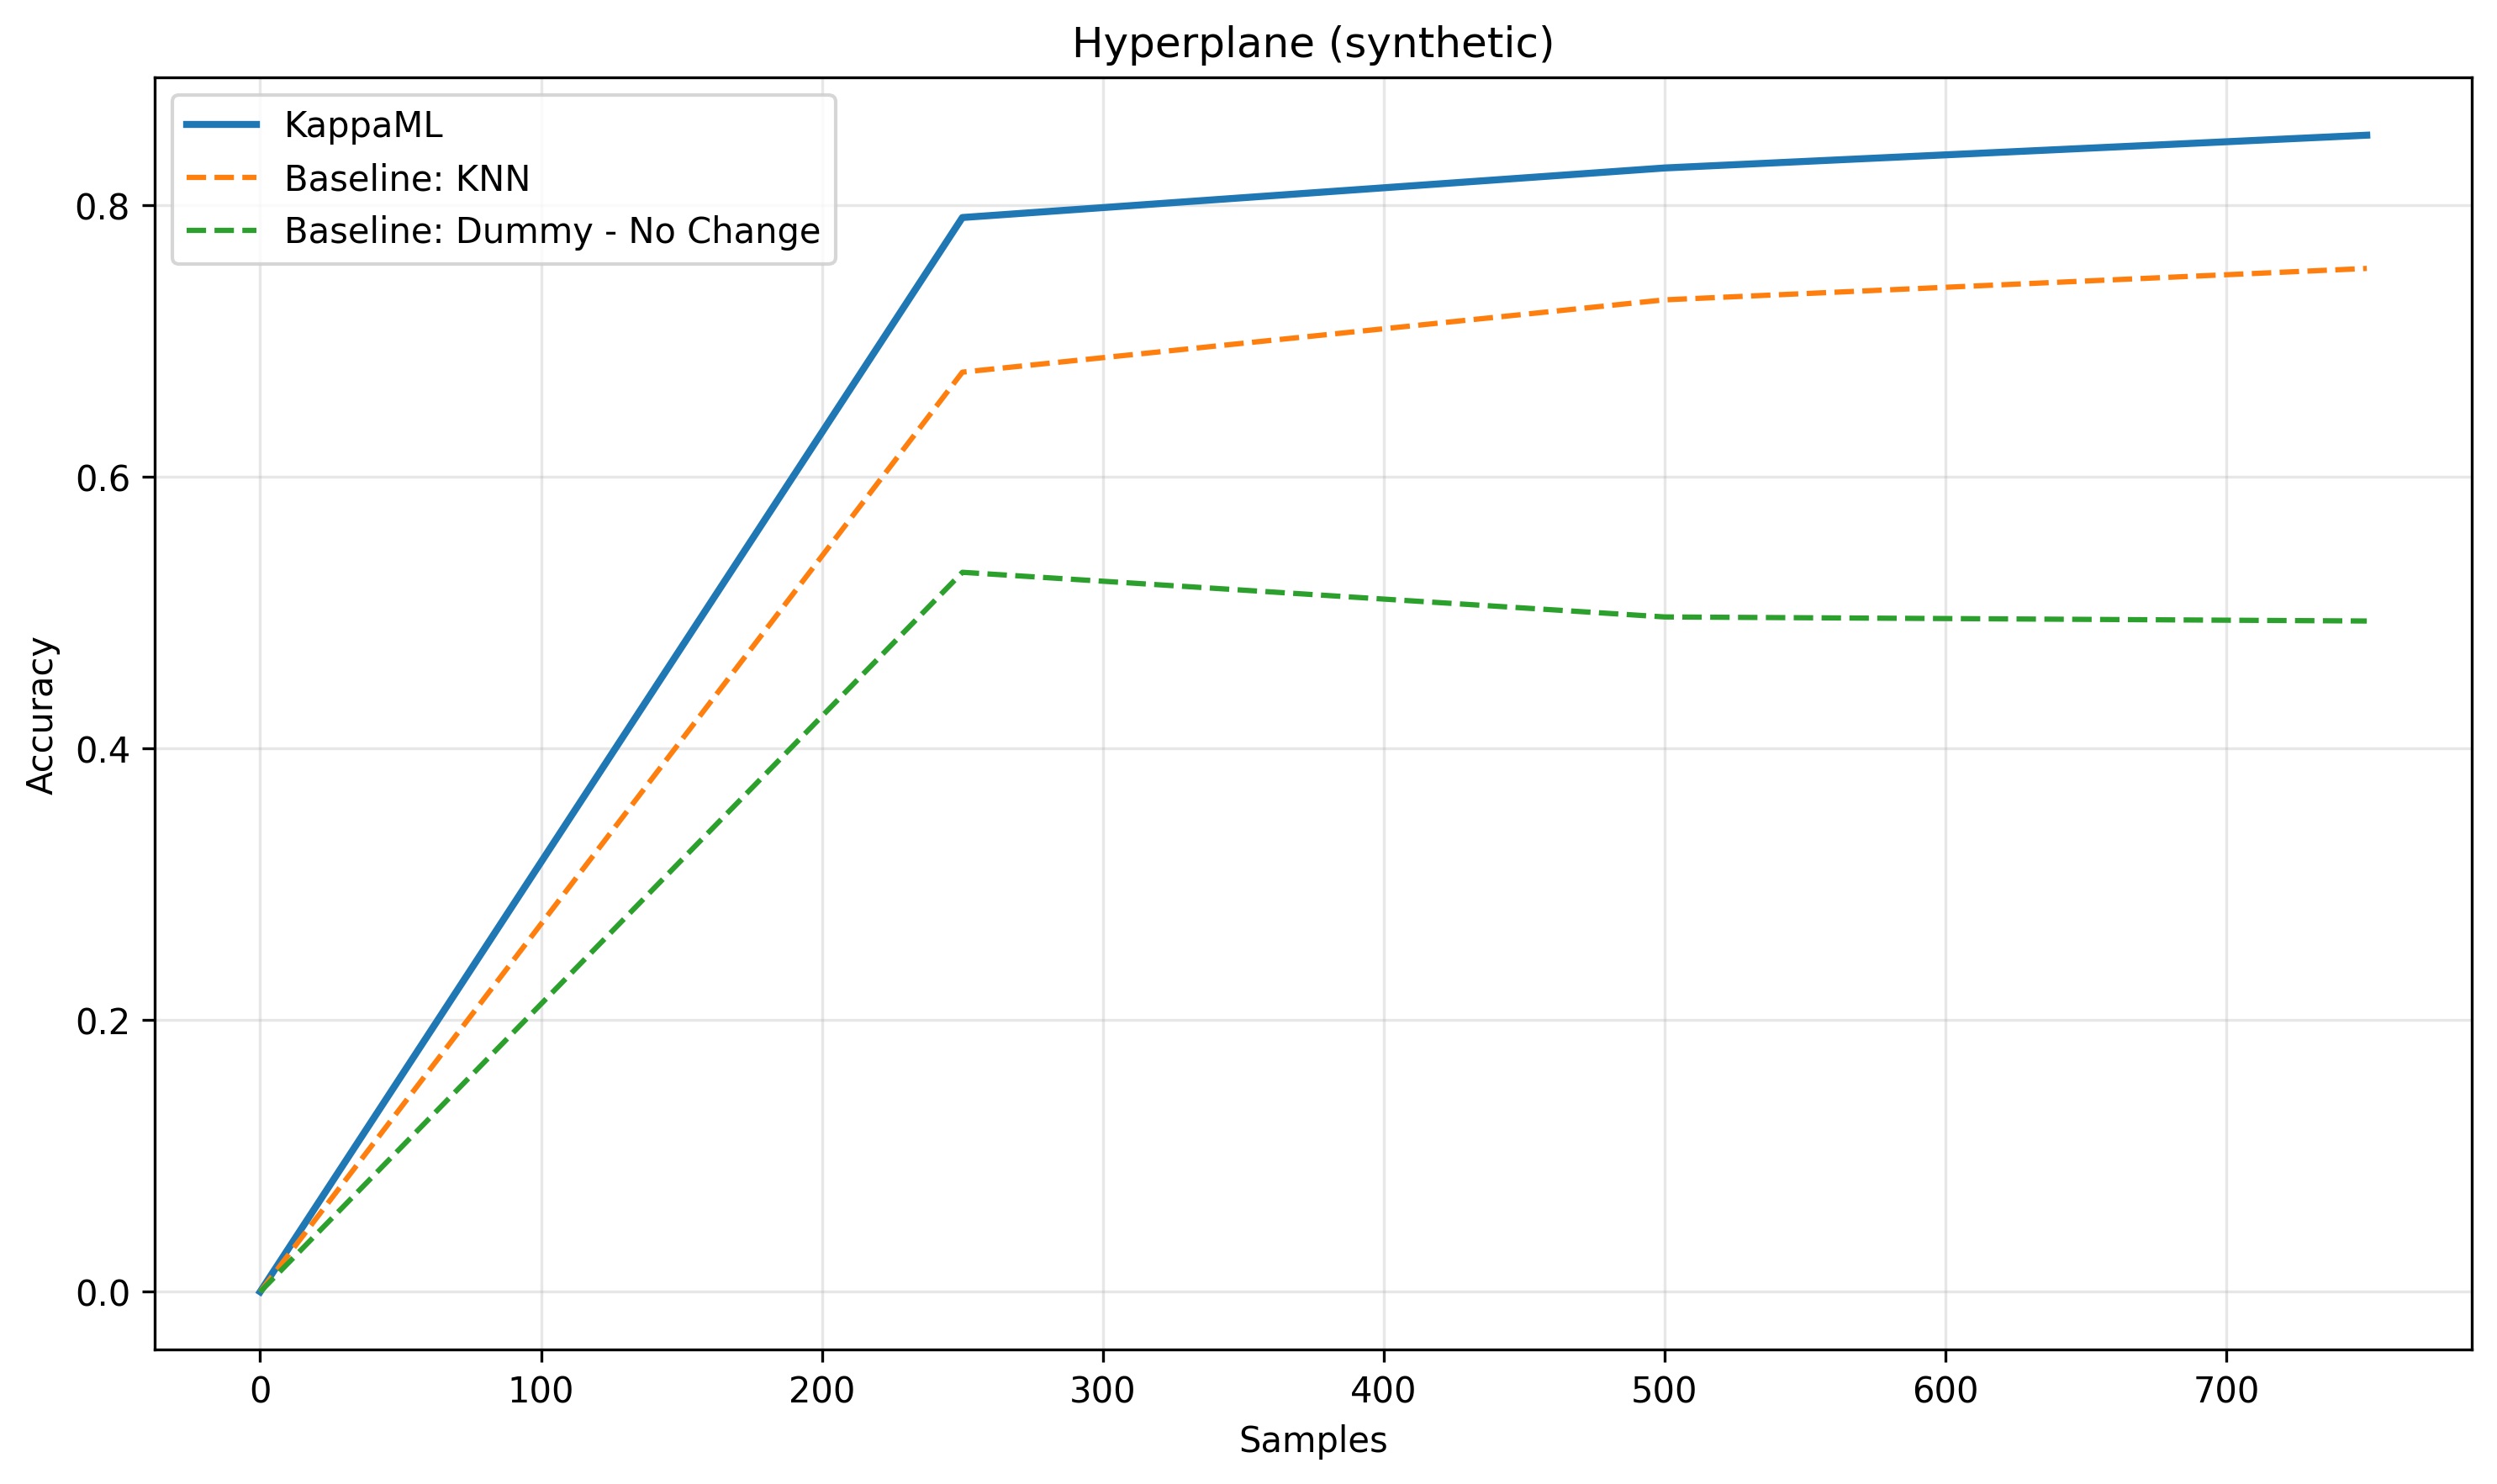 Hyperplane (synthetic)
KappaML
Baseline: KNN
Baseline: Dummy - No Change
Accuracy
0.8
0.6
0.4
0.2
0.0
0 100 200 300 400 500 600 700
Samples